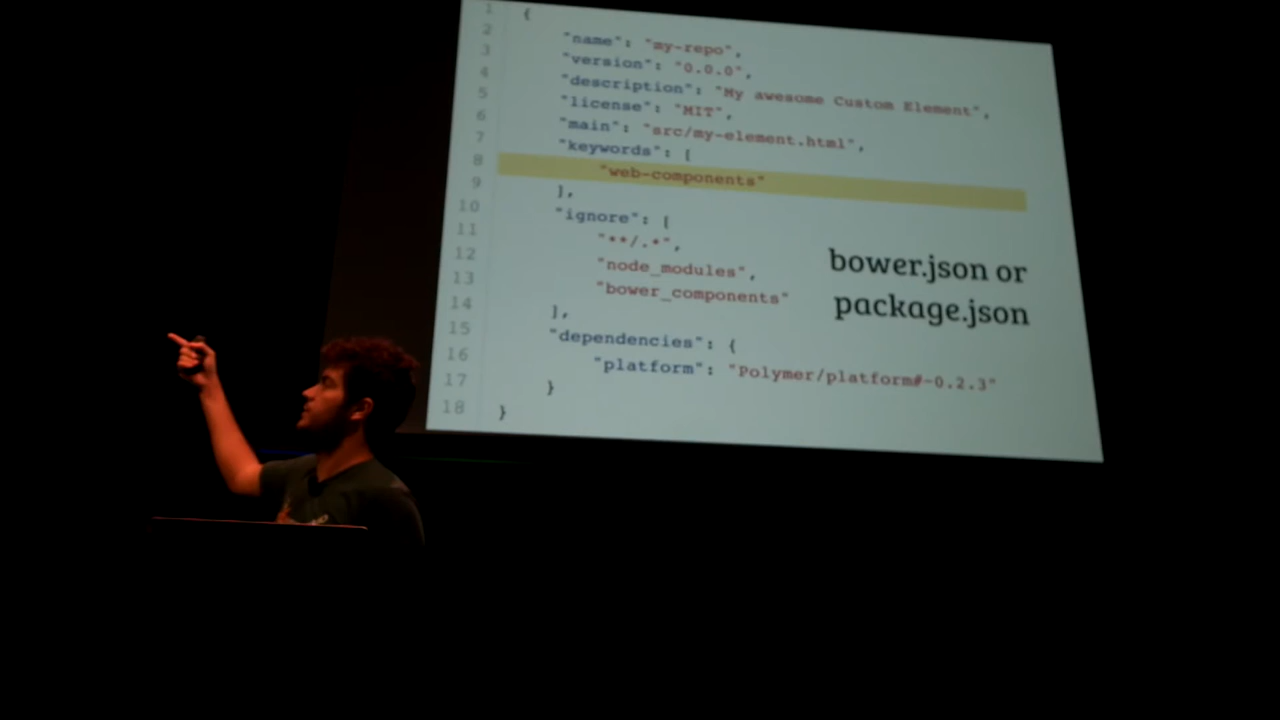 1 {
2 "name": "my-repo",
3 "version": "0.0.0",
4 "description": "My awesome Custom Element",
5 "license": "MIT",
6 "main": "src/my-element.html",
7 "keywords": [
8 "web-components"
9 ],
10 "ignore": [
11 "**/.*",
12 "node_modules",
13 "bower_components"
14 ],
15 "dependencies": {
16 "platform": "Polymer/platform#~0.2.3"
17 }
18 }
bower.json or
package.json